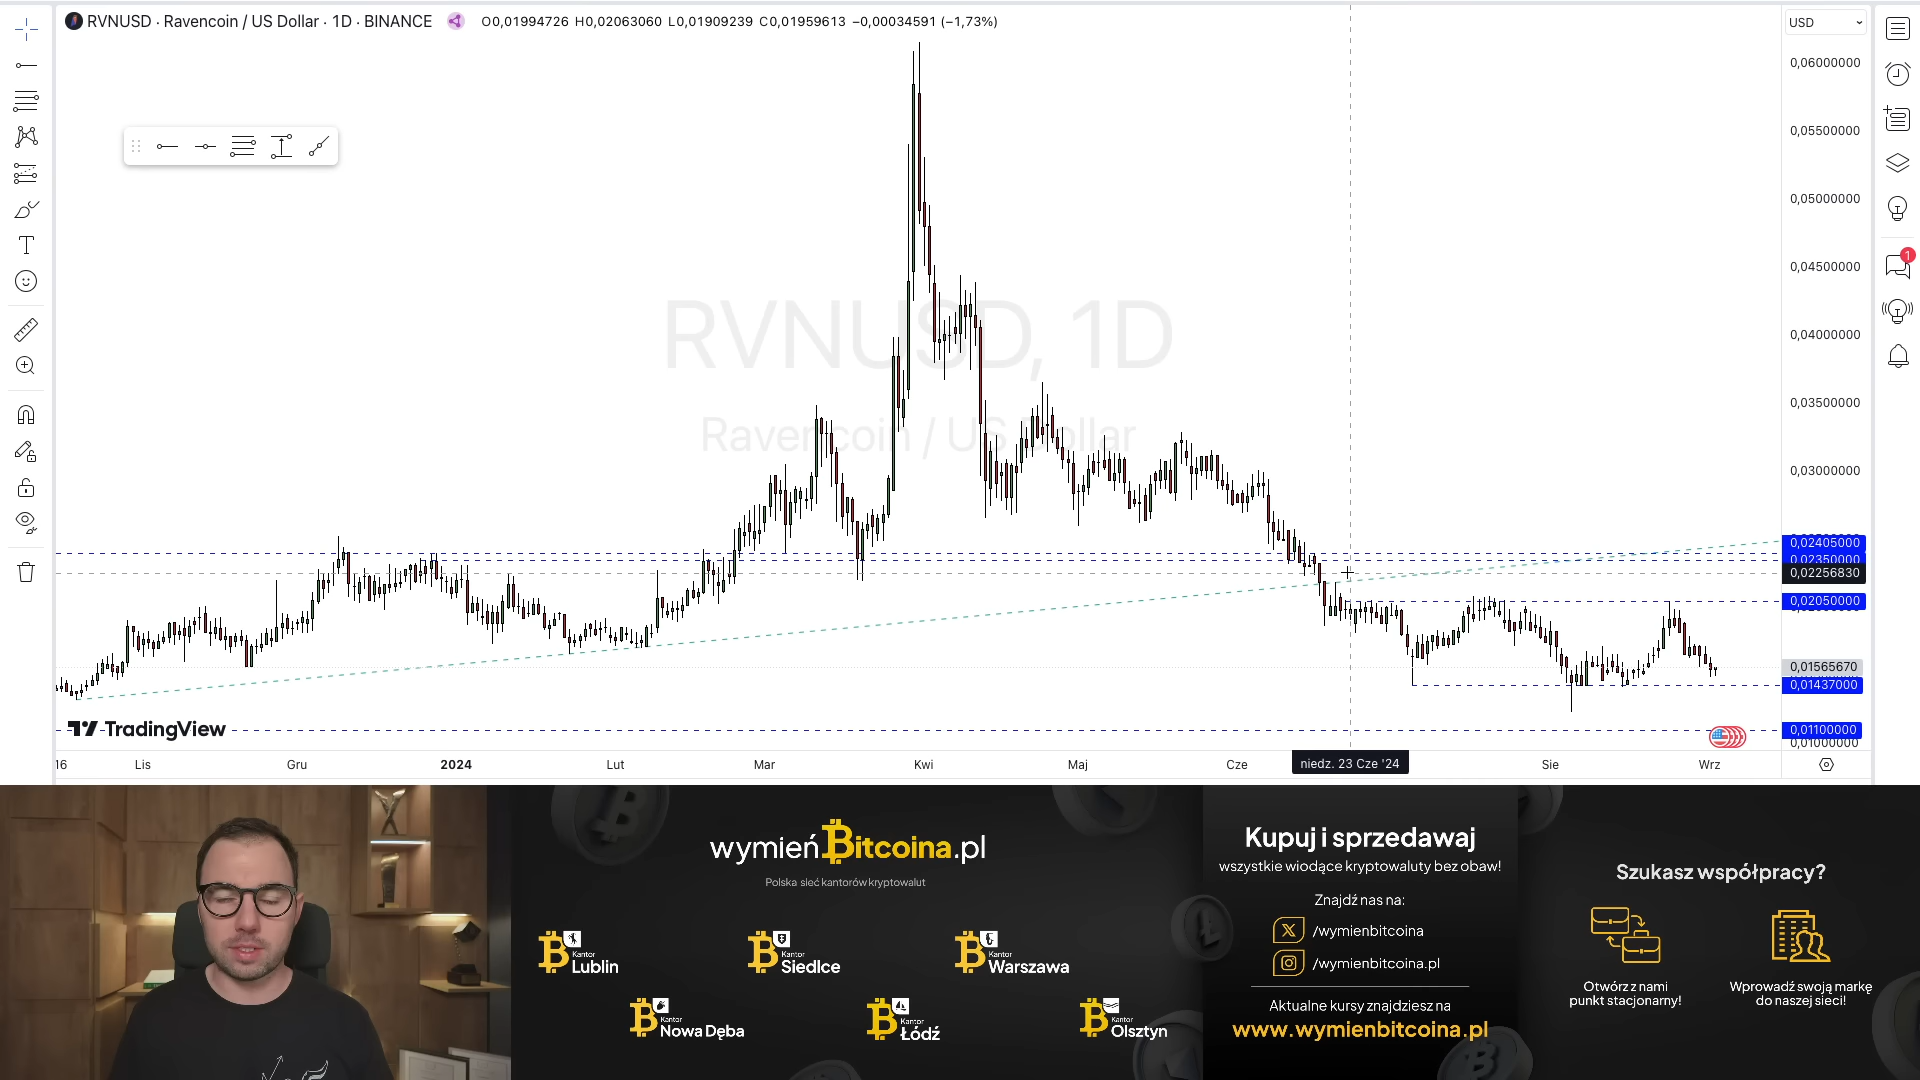 RVNUSD · Ravencoin / US Dollar · 1D · BINANCE
O0,01994726 H0,02063060 L0,01909239 C0,01959613 −0,00034591 (−1,73%)
USD
0,06000000
0,05500000
0,05000000
0,04500000
1
RVNUSD, 1D
0,04000000
0,03500000
Ravencoin / US Dollar
0,03000000
0,02405000
0,02350000
0,02256830
0,02050000
0,01565670
0,01437000
0,01100000
0,01000000
TradingView
16 Lis Gru 2024 Lut Mar Kwi Maj Cze niedz. 23 Cze '24 Sie Wrz
wymieńBitcoina.pl
Polska sieć kantorów kryptowalut
Kantor Lublin
Kantor Siedlce
Kantor Warszawa
Kantor Nowa Dęba
Kantor Łódź
Kantor Olsztyn
Kupuj i sprzedawaj
wszystkie wiodące kryptowaluty bez obaw!
Znajdź nas na:
/wymienbitcoina
/wymienbitcoina.pl
Aktualne kursy znajdziesz na
www.wymienbitcoina.pl
Szukasz współpracy?
Otwórz z nami
punkt stacjonarny!
Wprowadź swoją markę
do naszej sieci!